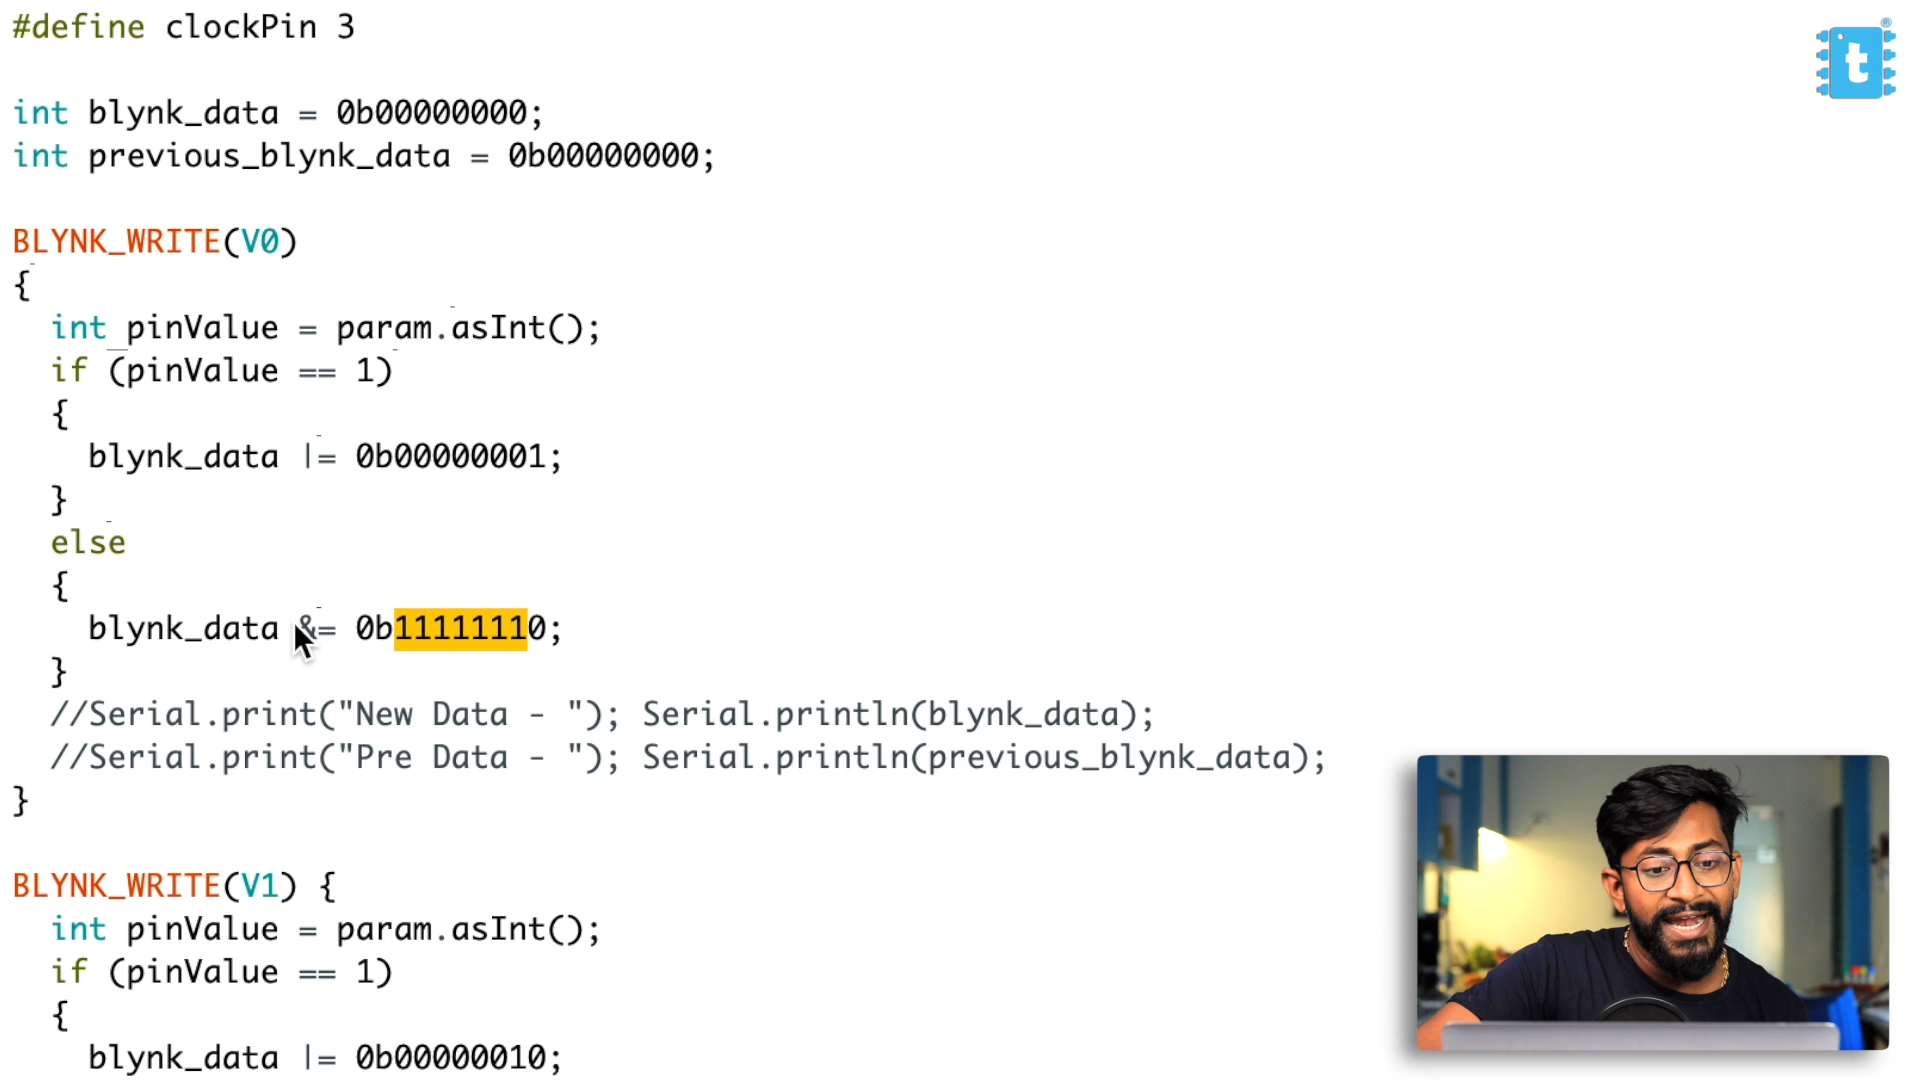 #define clockPin 3
int blynk_data = 0b00000000;
int previous_blynk_data = 0b00000000;
BLYNK_WRITE(V0)
{
int pinValue = param.asInt();
if (pinValue == 1)
{
blynk_data |= 0b00000001;
}
else
{
blynk_data &= 0b11111110;
}
//Serial.print("New Data - "); Serial.println(blynk_data);
//Serial.print("Pre Data - "); Serial.println(previous_blynk_data);
}
BLYNK_WRITE(V1) {
int pinValue = param.asInt();
if (pinValue == 1)
{
blynk_data |= 0b00000010;
t
®